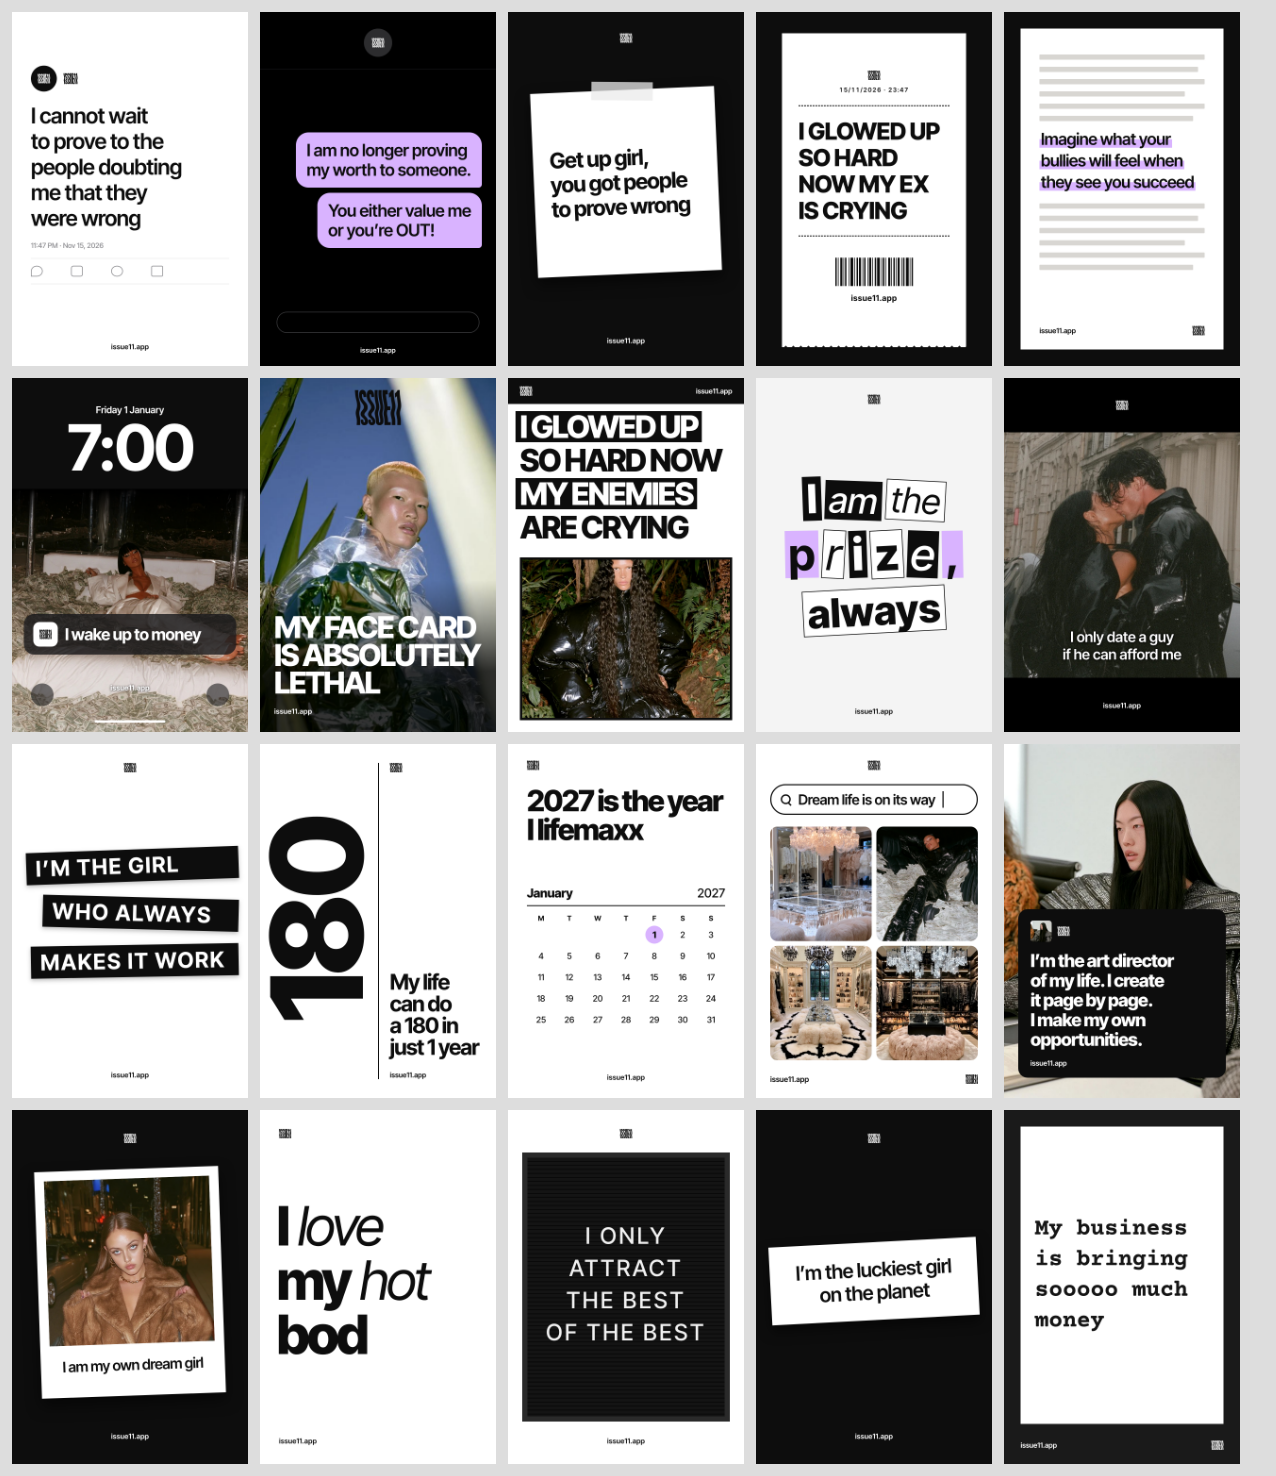 I cannot wait
to prove to the
people doubting
me that they
were wrong
11:47 PM · Nov 15, 2026
issue11.app
I am no longer proving
my worth to someone.
You either value me
or you're OUT!
issue11.app
Get up girl,
you got people
to prove wrong
issue11.app
15/11/2026 · 23:47
I GLOWED UP
SO HARD
NOW MY EX
IS CRYING
issue11.app
Imagine what your
bullies will feel when
they see you succeed
issue11.app
Friday 1 January
7:00
I wake up to money
issue11.app
ISSUE11
MY FACE CARD
IS ABSOLUTELY
LETHAL
issue11.app
issue11.app
I GLOWED UP
SO HARD NOW
MY ENEMIES
ARE CRYING
I am the
prize,
always
issue11.app
I only date a guy
if he can afford me
issue11.app
I'M THE GIRL
WHO ALWAYS
MAKES IT WORK
issue11.app
180
My life
can do
a 180 in
just 1 year
issue11.app
2027 is the year
I lifemaxx
January 2027
M T W T F S S
1 2 3
4 5 6 7 8 9 10
11 12 13 14 15 16 17
18 19 20 21 22 23 24
25 26 27 28 29 30 31
issue11.app
Dream life is on its way
issue11.app
I'm the art director
of my life. I create
it page by page.
I make my own
opportunities.
issue11.app
I am my own dream girl
issue11.app
I love
my hot
bod
issue11.app
I ONLY
ATTRACT
THE BEST
OF THE BEST
issue11.app
I'm the luckiest girl
on the planet
issue11.app
My business
is bringing
sooooo much
money
issue11.app